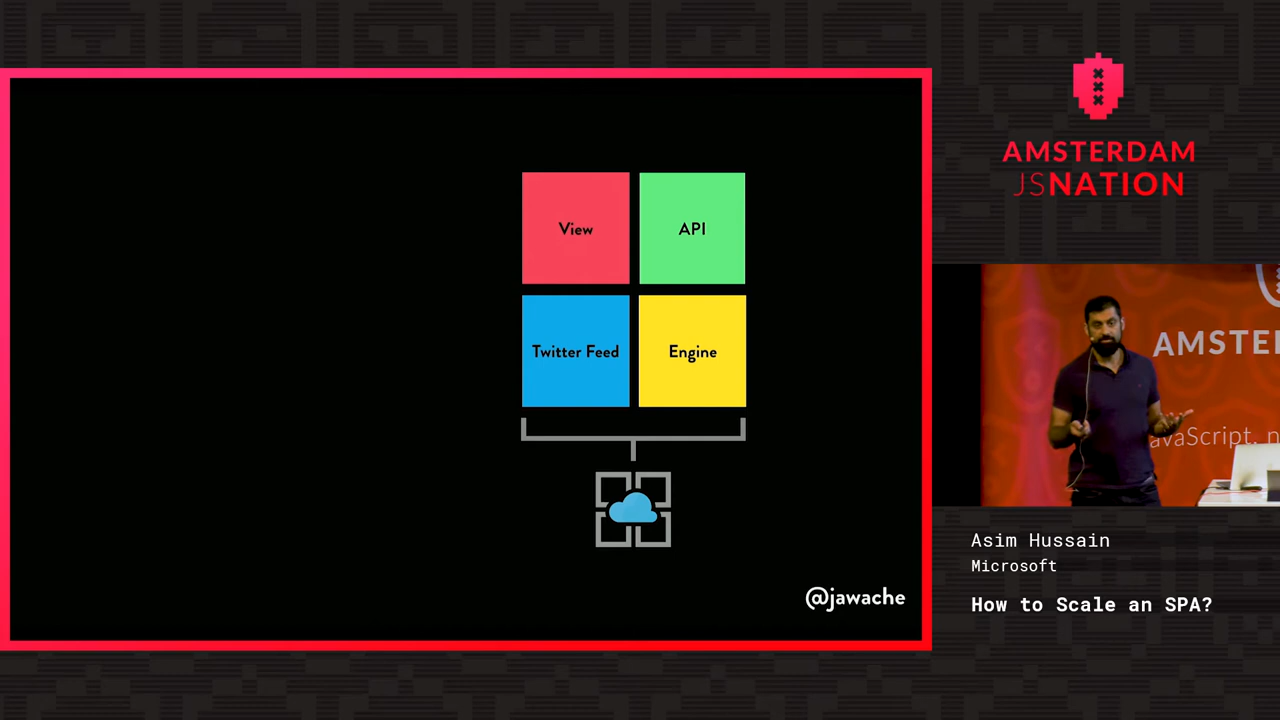 View
API
Twitter Feed
Engine
@jawache
AMSTERDAM
JSNATION
AMSTE
avaScript, n
Asim Hussain
Microsoft
How to Scale an SPA?